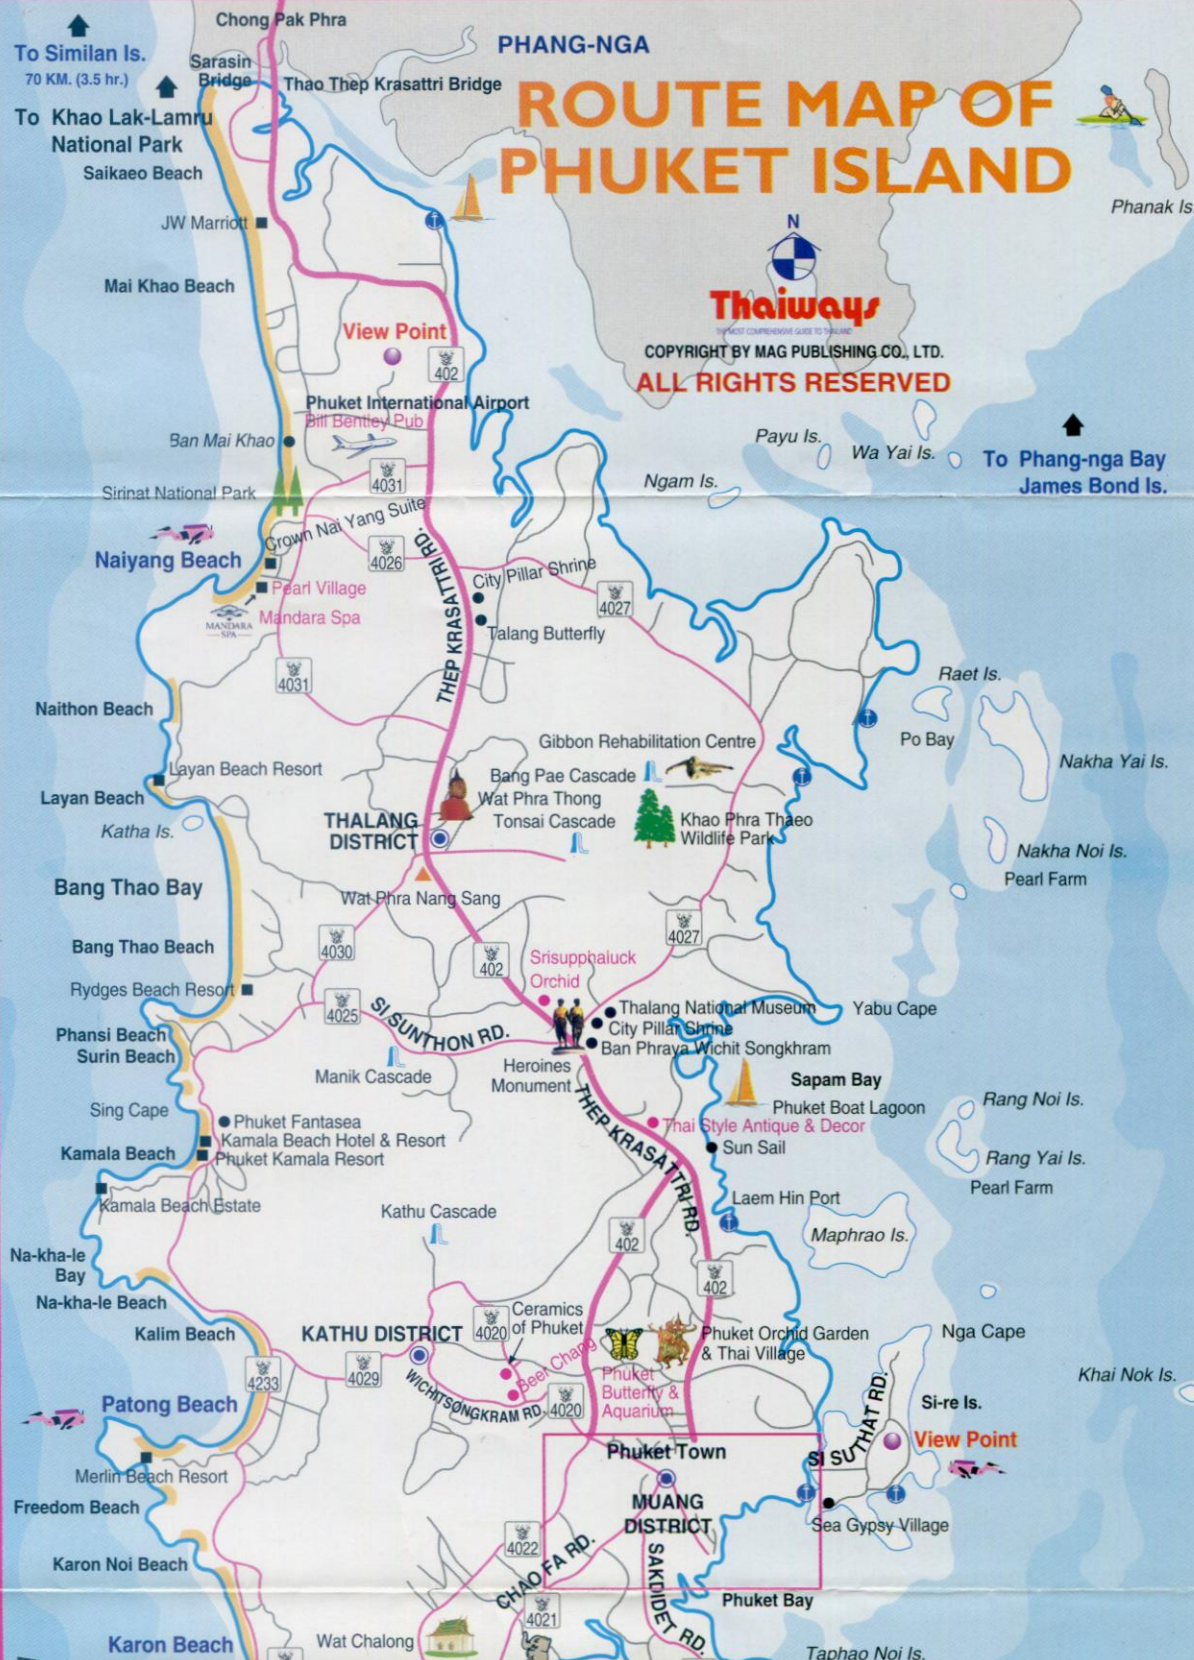 Chong Pak Phra
To Similan Is.
70 KM. (3.5 hr.)
PHANG-NGA
Sarasin
Bridge
Thao Thep Krasattri Bridge
ROUTE MAP OF
PHUKET ISLAND
To Khao Lak-Lamru
National Park
Saikaeo Beach
Phanak Is
JW Marriott
N
Mai Khao Beach
Thaiways
THE MOST COMPREHENSIVE GUIDE TO THAILAND
View Point
COPYRIGHT BY MAG PUBLISHING CO., LTD.
ALL RIGHTS RESERVED
402
Phuket International Airport
Bill Bentley Pub
Ban Mai Khao
Payu Is.
Wa Yai Is.
To Phang-nga Bay
James Bond Is.
4031
Ngam Is.
Sirinat National Park
Crown Nai Yang Suite
THEP KRASATTRI RD.
Naiyang Beach
4026
City Pillar Shrine
Pearl Village
4027
MANDARA
SPA
Mandara Spa
Talang Butterfly
4031
Raet Is.
Naithon Beach
Po Bay
Gibbon Rehabilitation Centre
Nakha Yai Is.
Layan Beach Resort
Bang Pae Cascade
Layan Beach
Wat Phra Thong
Katha Is.
THALANG
DISTRICT
Tonsai Cascade
Khao Phra Thaeo
Wildlife Park
Nakha Noi Is.
Pearl Farm
Bang Thao Bay
Wat Phra Nang Sang
Bang Thao Beach
4030
4027
402
Srisupphaluck
Orchid
Rydges Beach Resort
4025
SI SUNTHON RD.
Thalang National Museum
Yabu Cape
City Pillar Shrine
Ban Phraya Wichit Songkhram
Phansi Beach
Surin Beach
Manik Cascade
Heroines
Monument
Sapam Bay
Phuket Boat Lagoon
Rang Noi Is.
Sing Cape
Phuket Fantasea
THEP KRASATTRI RD.
Thai Style Antique & Decor
Kamala Beach Hotel & Resort
Sun Sail
Kamala Beach
Phuket Kamala Resort
Rang Yai Is.
Pearl Farm
Kamala Beach Estate
Kathu Cascade
Laem Hin Port
Maphrao Is.
402
Na-kha-le
Bay
402
Na-kha-le Beach
Ceramics
of Phuket
Kalim Beach
KATHU DISTRICT
4020
Phuket Orchid Garden
& Thai Village
Nga Cape
4233
4029
Beer Chang
Phuket
Butterfly &
Aquarium
Khai Nok Is.
WICHITSONGKRAM RD.
4020
SI SUTHAT RD.
Si-re Is.
Patong Beach
View Point
Phuket Town
Merlin Beach Resort
MUANG
DISTRICT
Freedom Beach
Sea Gypsy Village
4022
CHAO FA RD.
SAKDIDET RD.
Karon Noi Beach
Phuket Bay
4021
Karon Beach
Wat Chalong
Taphao Noi Is.